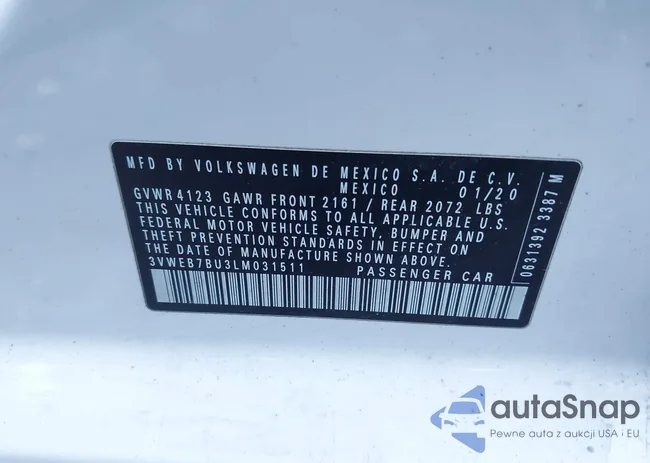 MFD BY VOLKSWAGEN DE MEXICO S.A. DE C.V.
MEXICO 01/20
GVWR 4123 GAWR FRONT 2161 / REAR 2072 LBS
THIS VEHICLE CONFORMS TO ALL APPLICABLE U.S.
FEDERAL MOTOR VEHICLE SAFETY, BUMPER AND
THEFT PREVENTION STANDARDS IN EFFECT ON
THE DATE OF MANUFACTURE SHOWN ABOVE.
3VWEB7BU3LM031511 PASSENGER CAR
0631392 3387 M
autaSnap
Pewne auta z aukcji USA i EU